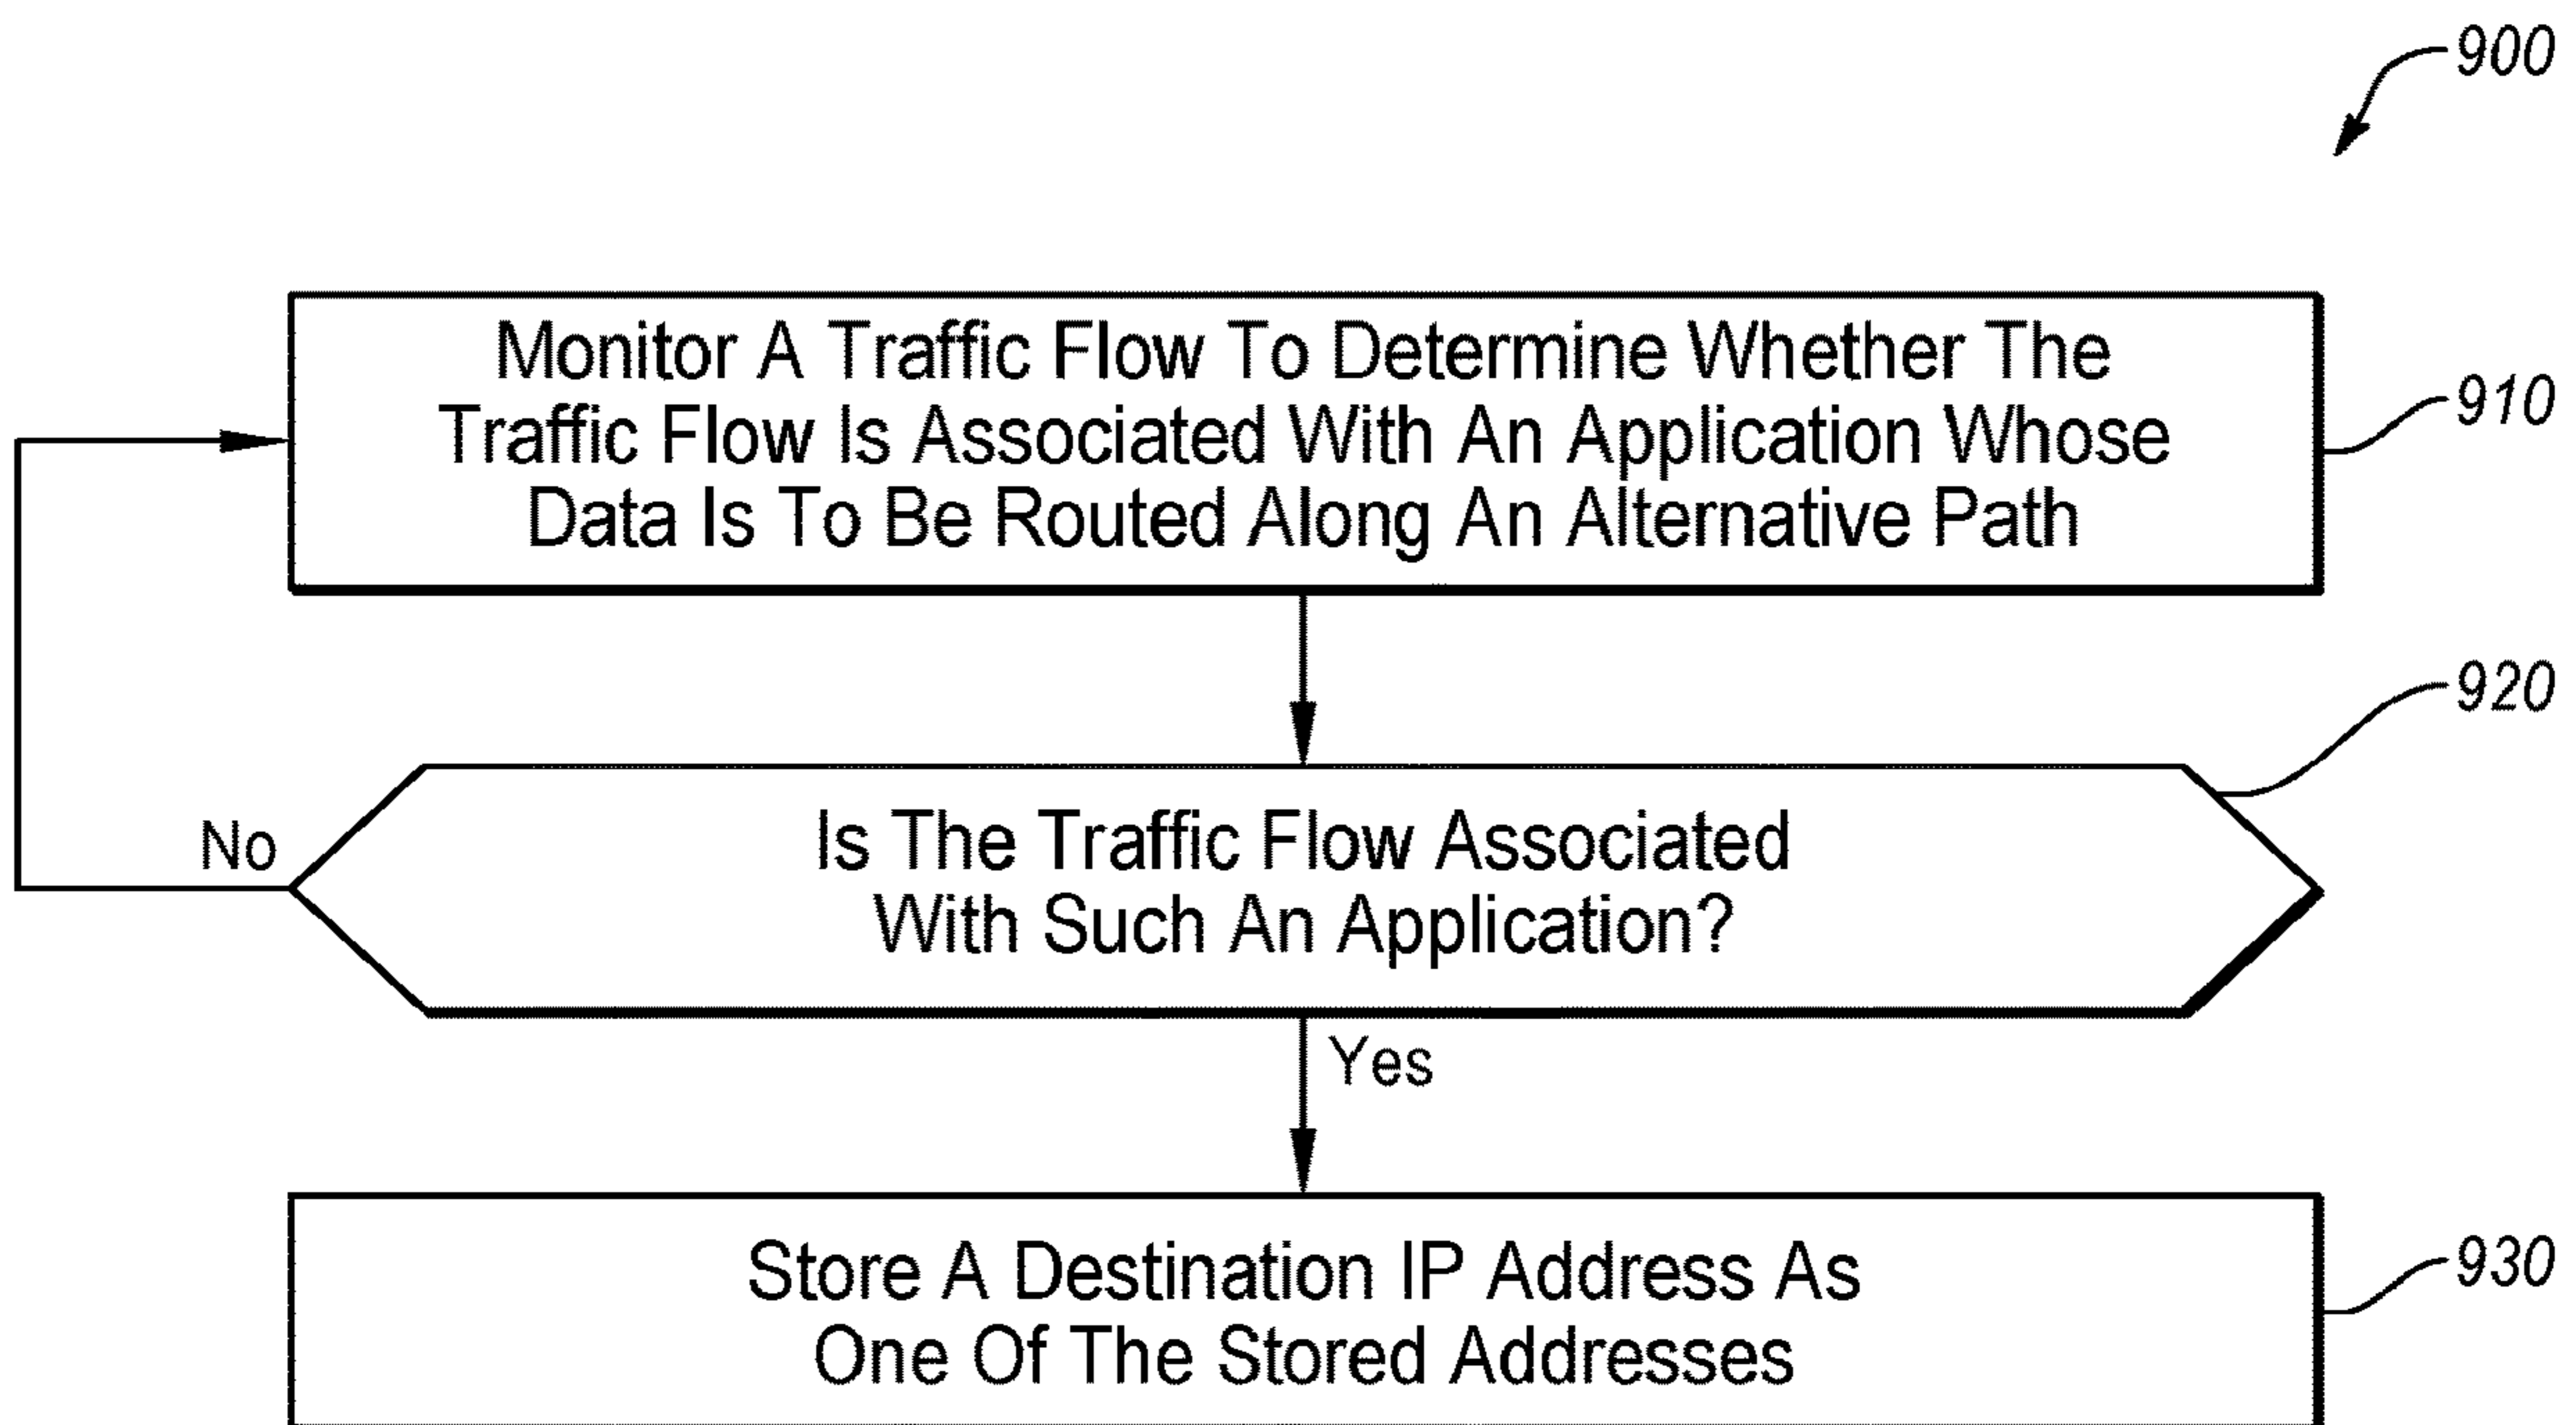 900
Monitor A Traffic Flow To Determine Whether The
Traffic Flow Is Associated With An Application Whose
Data Is To Be Routed Along An Alternative Path
910
920
No
Is The Traffic Flow Associated
With Such An Application?
Yes
Store A Destination IP Address As
One Of The Stored Addresses
930